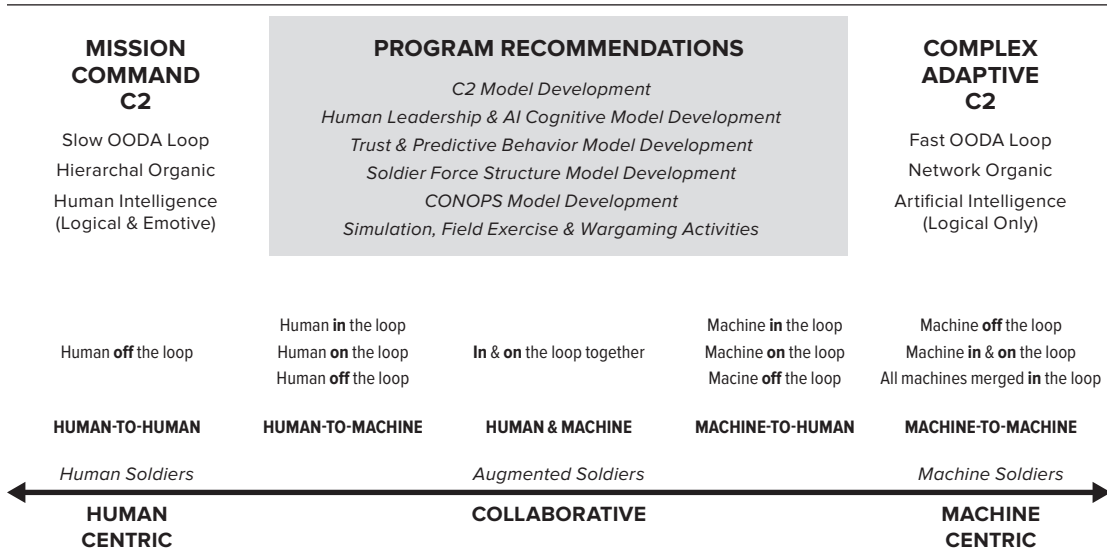 MISSION
COMMAND
C2
Slow OODA Loop
Hierarchal Organic
Human Intelligence
(Logical & Emotive)
PROGRAM RECOMMENDATIONS
C2 Model Development
Human Leadership & AI Cognitive Model Development
Trust & Predictive Behavior Model Development
Soldier Force Structure Model Development
CONOPS Model Development
Simulation, Field Exercise & Wargaming Activities
COMPLEX
ADAPTIVE
C2
Fast OODA Loop
Network Organic
Artificial Intelligence
(Logical Only)
Human off the loop
Human in the loop
Human on the loop
Human off the loop
In & on the loop together
Machine in the loop
Machine on the loop
Macine off the loop
Machine off the loop
Machine in & on the loop
All machines merged in the loop
HUMAN-TO-HUMAN
HUMAN-TO-MACHINE
HUMAN & MACHINE
MACHINE-TO-HUMAN
MACHINE-TO-MACHINE
Human Soldiers
Augmented Soldiers
Machine Soldiers
HUMAN
CENTRIC
COLLABORATIVE
MACHINE
CENTRIC